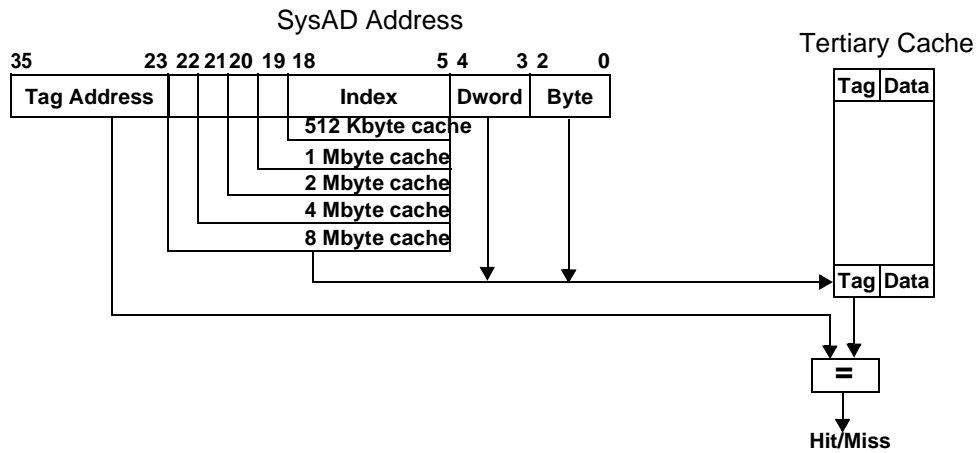 SysAD Address
Tertiary Cache
35 23 22 21 20 19 18 5 4 3 2 0
Tag Address Index Dword Byte
Tag Data
512 Kbyte cache
1 Mbyte cache
2 Mbyte cache
4 Mbyte cache
8 Mbyte cache
Tag Data
=
Hit/Miss